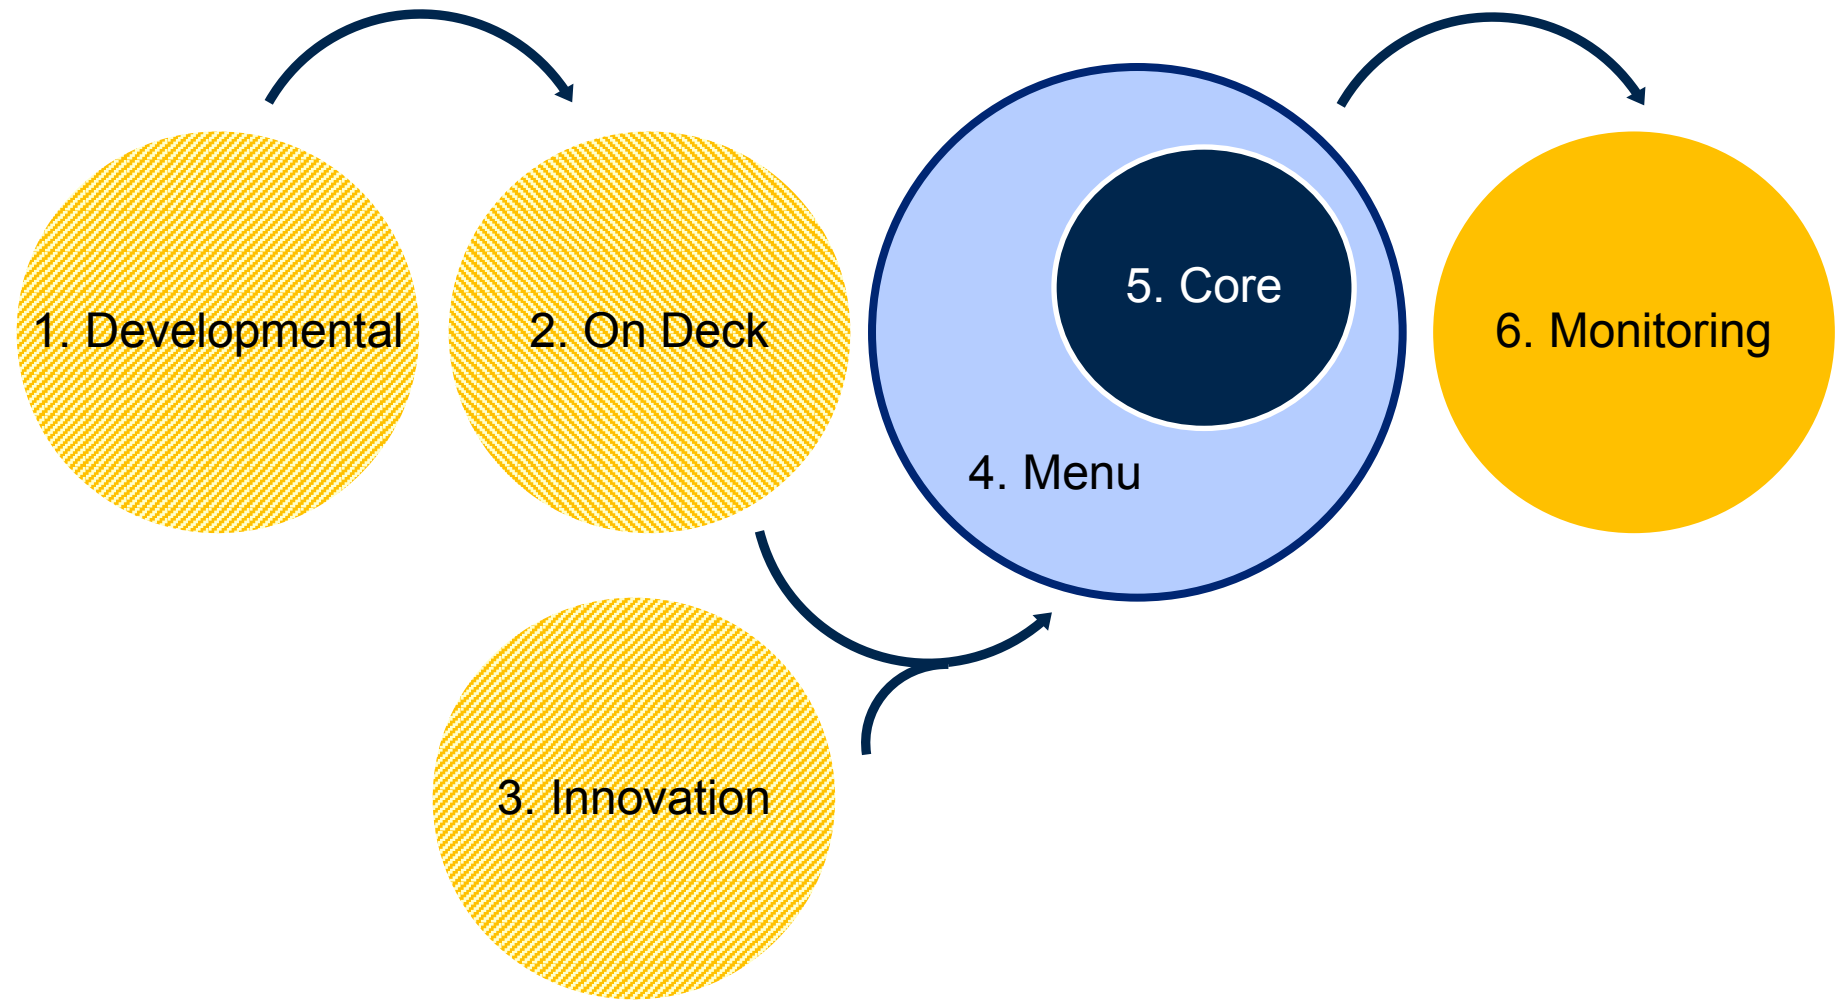 1. Developmental
2. On Deck
3. Innovation
4. Menu
5. Core
6. Monitoring